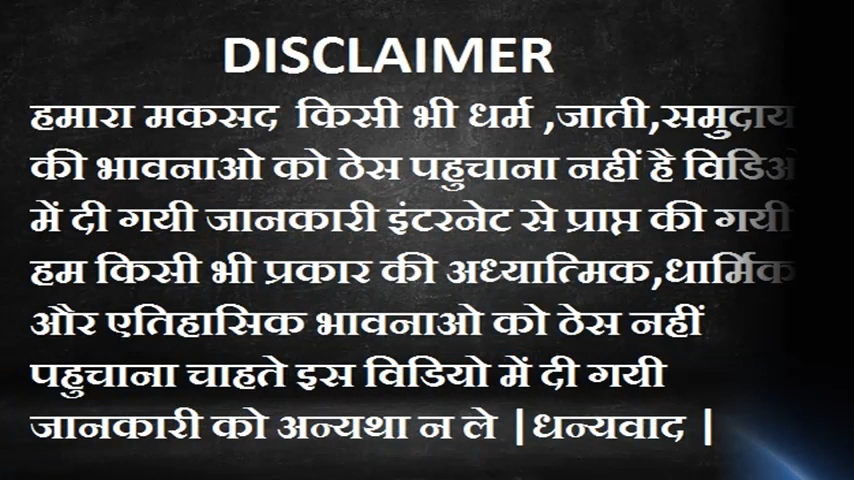 DISCLAIMER
हमारा मकसद किसी भी धर्म ,जाती,समुदाय
की भावनाओ को ठेस पहुचाना नहीं है विडिओ
में दी गयी जानकारी इंटरनेट से प्राप्त की गयी
हम किसी भी प्रकार की अध्यात्मिक,धार्मिक
और एतिहासिक भावनाओ को ठेस नहीं
पहुचाना चाहते इस विडियो में दी गयी
जानकारी को अन्यथा न ले |धन्यवाद |